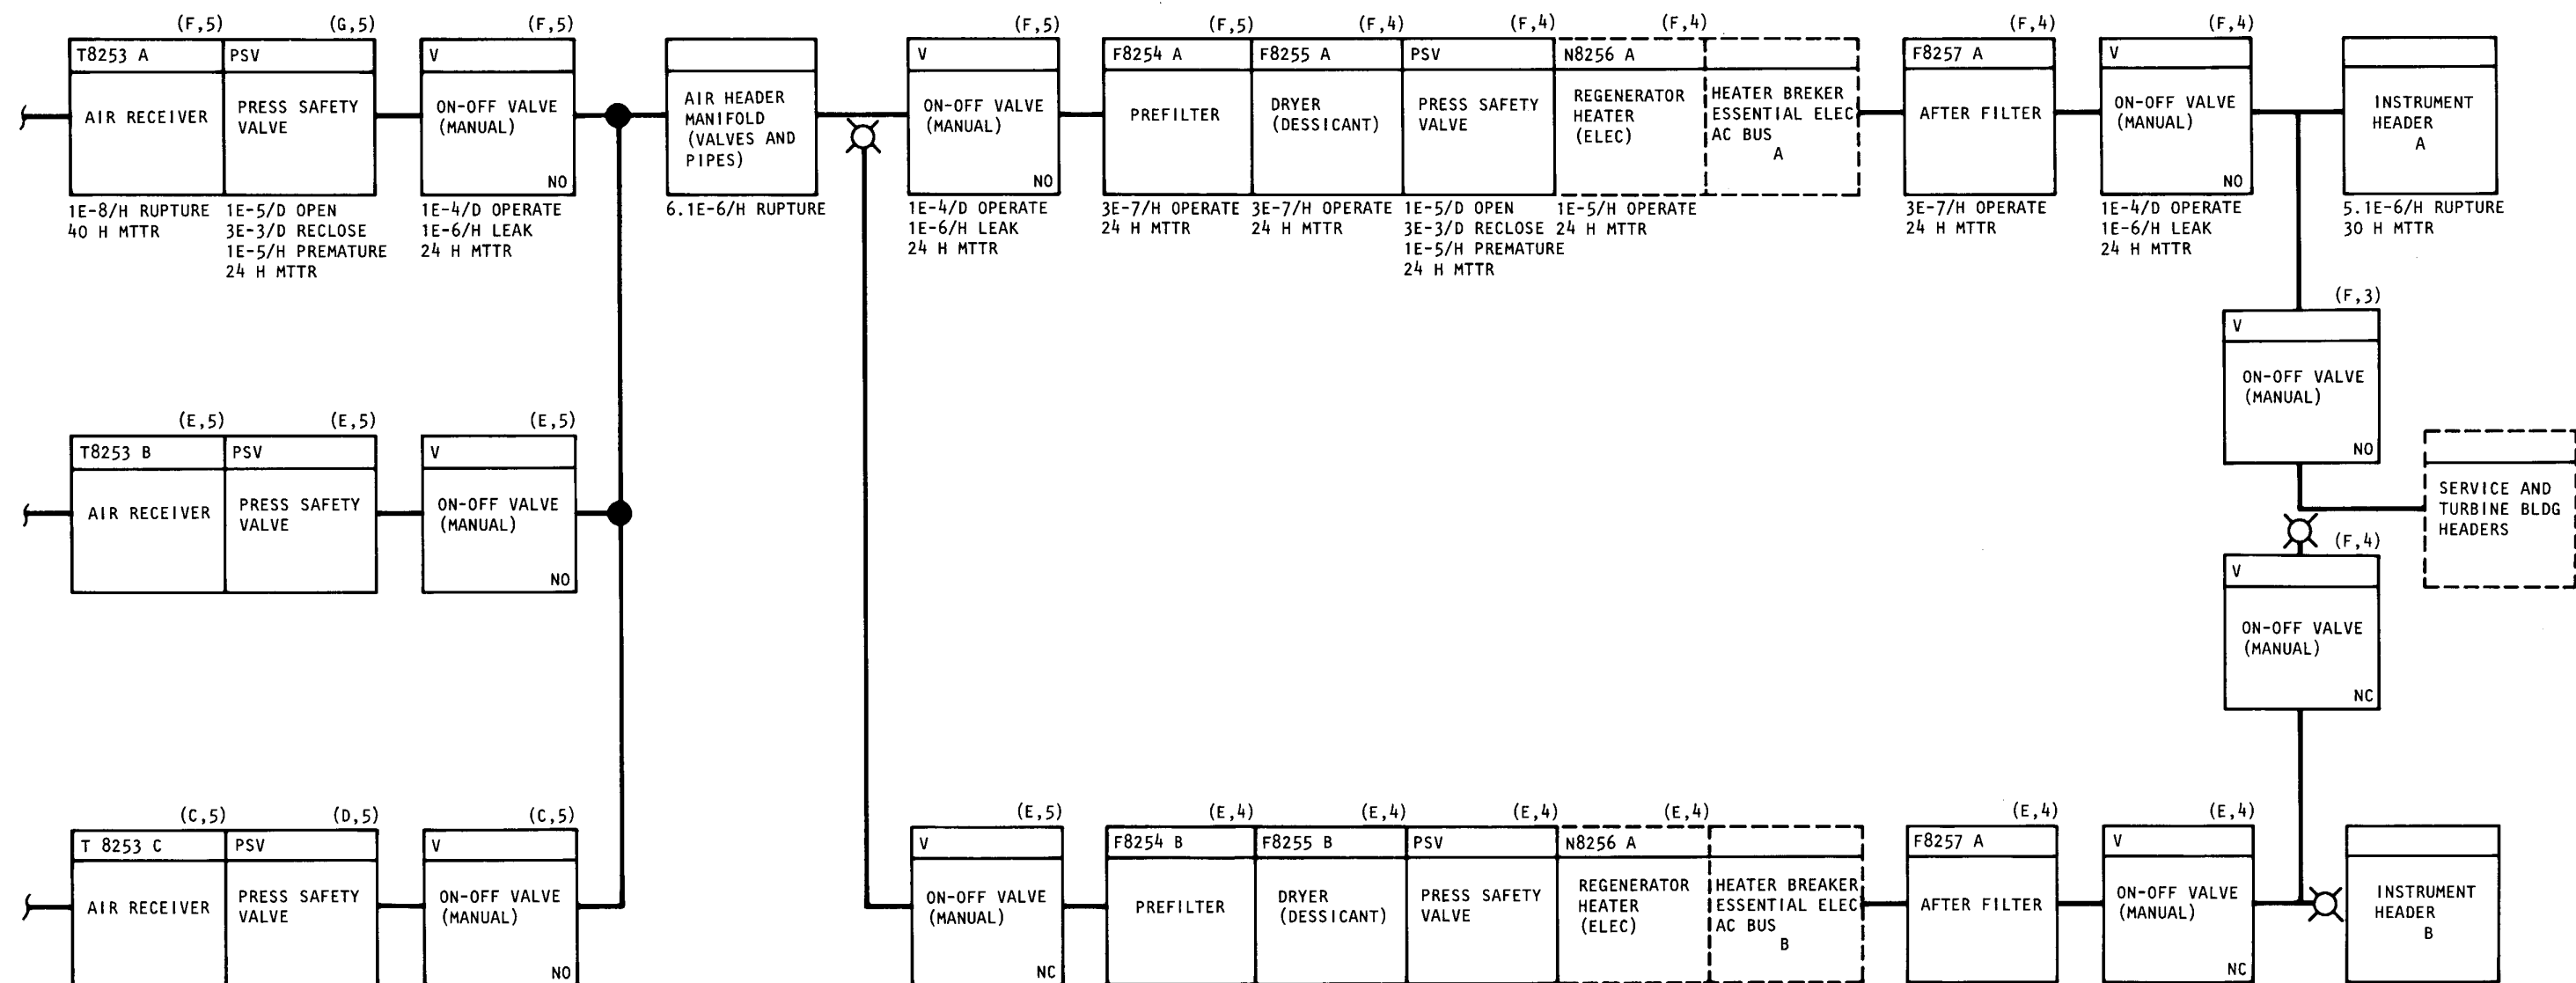 (F,5) (G,5) (F,5) (F,5) (F,5) (F,4) (F,4) (F,4) (F,4) (F,4)
T8253 A PSV V V F8254 A F8255 A PSV N8256 A F8257 A V
AIR RECEIVER
PRESS SAFETY
VALVE
ON-OFF VALVE
(MANUAL)
NO
AIR HEADER
MANIFOLD
(VALVES AND
PIPES)
ON-OFF VALVE
(MANUAL)
NO
PREFILTER
DRYER
(DESSICANT)
PRESS SAFETY
VALVE
REGENERATOR
HEATER
(ELEC)
HEATER BREKER
ESSENTIAL ELEC
AC BUS
A
AFTER FILTER
ON-OFF VALVE
(MANUAL)
NO
INSTRUMENT
HEADER
A
1E-8/H RUPTURE
40 H MTTR
1E-5/D OPEN
3E-3/D RECLOSE
1E-5/H PREMATURE
24 H MTTR
1E-4/D OPERATE
1E-6/H LEAK
24 H MTTR
6.1E-6/H RUPTURE
1E-4/D OPERATE
1E-6/H LEAK
24 H MTTR
3E-7/H OPERATE
24 H MTTR
3E-7/H OPERATE
24 H MTTR
1E-5/D OPEN
3E-3/D RECLOSE
1E-5/H PREMATURE
24 H MTTR
1E-5/H OPERATE
24 H MTTR
3E-7/H OPERATE
24 H MTTR
1E-4/D OPERATE
1E-6/H LEAK
24 H MTTR
5.1E-6/H RUPTURE
30 H MTTR
(F,3)
V
ON-OFF VALVE
(MANUAL)
NO
(E,5) (E,5) (E,5)
T8253 B PSV V
AIR RECEIVER
PRESS SAFETY
VALVE
ON-OFF VALVE
(MANUAL)
NO
SERVICE AND
TURBINE BLDG
HEADERS
(F,4)
V
ON-OFF VALVE
(MANUAL)
NC
(C,5) (D,5) (C,5) (E,5) (E,4) (E,4) (E,4) (E,4) (E,4) (E,4)
T 8253 C PSV V V F8254 B F8255 B PSV N8256 A F8257 A V
AIR RECEIVER
PRESS SAFETY
VALVE
ON-OFF VALVE
(MANUAL)
NO
ON-OFF VALVE
(MANUAL)
NC
PREFILTER
DRYER
(DESSICANT)
PRESS SAFETY
VALVE
REGENERATOR
HEATER
(ELEC)
HEATER BREAKER
ESSENTIAL ELEC
AC BUS
B
AFTER FILTER
ON-OFF VALVE
(MANUAL)
NC
INSTRUMENT
HEADER
B